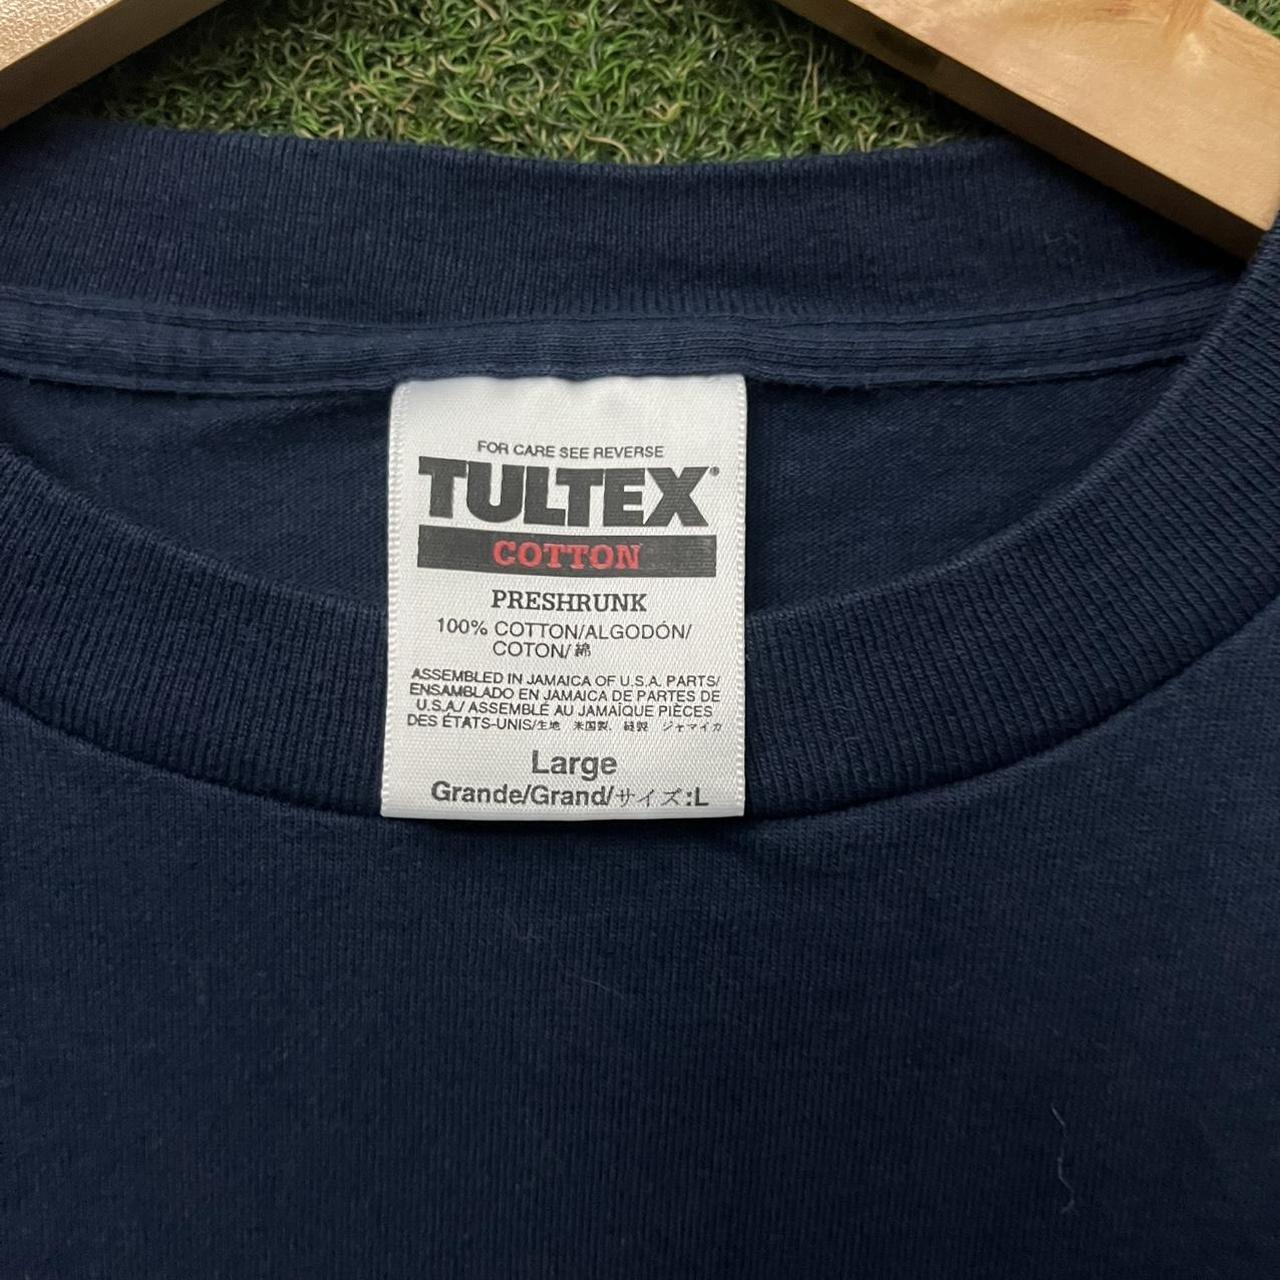 FOR CARE SEE REVERSE
TULTEX®
COTTON
PRESHRUNK
100% COTTON/ALGODÓN/
COTON/綿
ASSEMBLED IN JAMAICA OF U.S.A. PARTS/
ENSAMBLADO EN JAMAICA DE PARTES DE
U.S.A./ ASSEMBLÉ AU JAMAÏQUE PIÈCES
DES ÉTATS-UNIS/生地 米国製、縫製 ジャマイカ
Large
Grande/Grand/サイズ:L